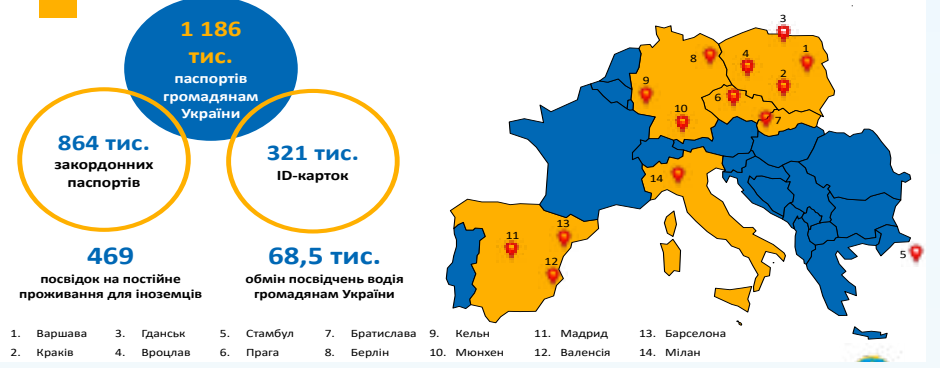 1 186
тис.
паспортів
громадянам
України
864 тис.
закордонних
паспортів
321 тис.
ID-карток
469
посвідок на постійне
проживання для іноземців
68,5 тис.
обмін посвідчень водія
громадянам України
3
1
4
8
2
9
6
7
10
14
13
11
12
5
1. Варшава 3. Гданськ 5. Стамбул 7. Братислава 9. Кельн 11. Мадрид 13. Барселона
2. Краків 4. Вроцлав 6. Прага 8. Берлін 10. Мюнхен 12. Валенсія 14. Мілан